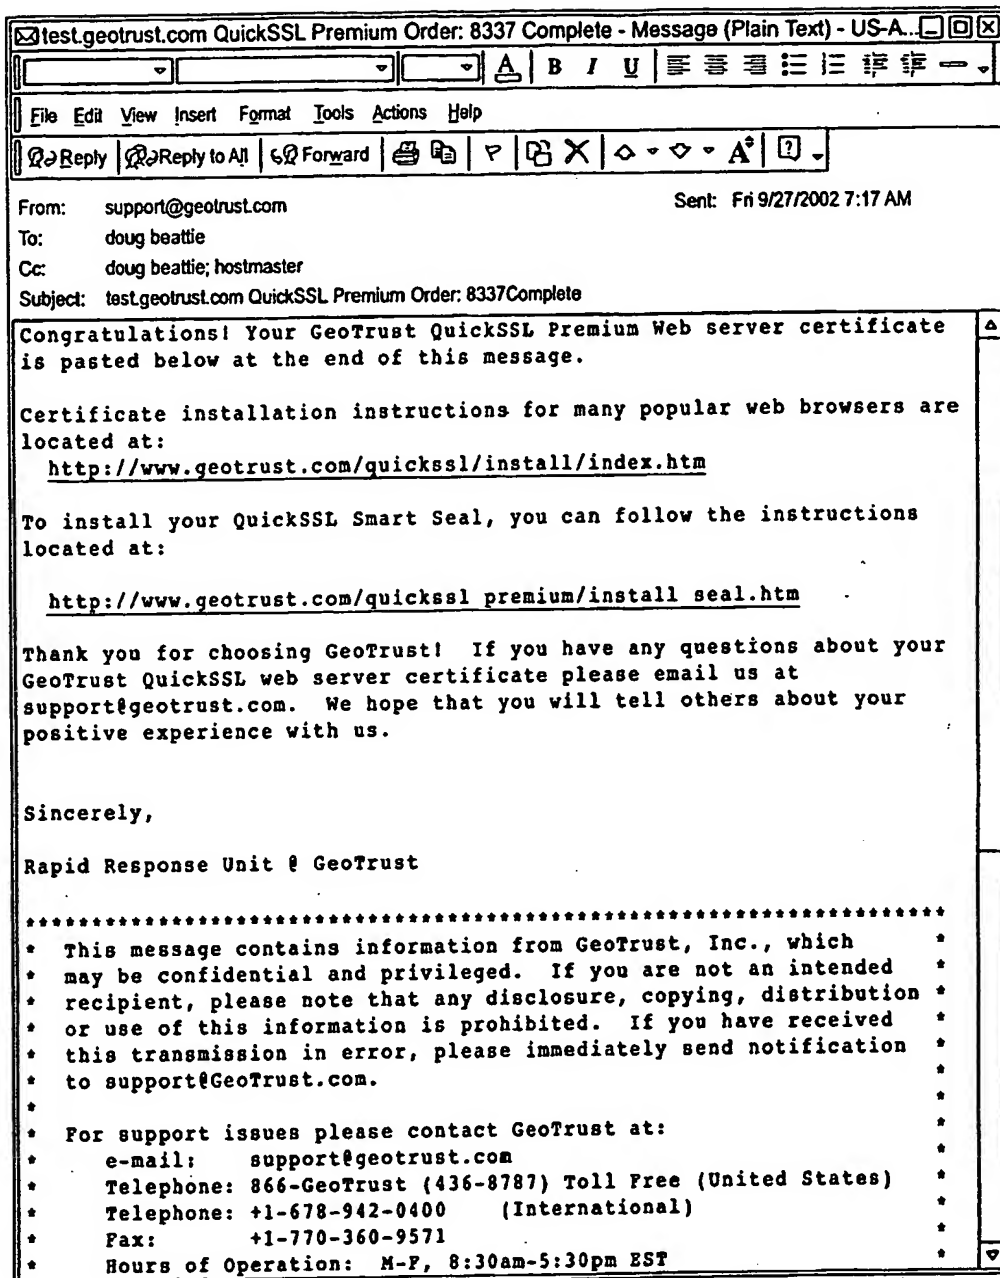 test.geotrust.com QuickSSL Premium Order: 8337 Complete - Message (Plain Text) - US-A...
A B I U
File Edit View Insert Format Tools Actions Help
Reply Reply to All Forward A
From: support@geotrust.com Sent: Fri 9/27/2002 7:17 AM
To: doug beattie
Cc: doug beattie; hostmaster
Subject: test.geotrust.com QuickSSL Premium Order: 8337Complete
Congratulations! Your GeoTrust QuickSSL Premium Web server certificate
is pasted below at the end of this message.
Certificate installation instructions for many popular web browsers are
located at:
http://www.geotrust.com/quickssl/install/index.htm
To install your QuickSSL Smart Seal, you can follow the instructions
located at:
http://www.geotrust.com/quickssl premium/install seal.htm
Thank you for choosing GeoTrust! If you have any questions about your
GeoTrust QuickSSL web server certificate please email us at
support@geotrust.com. We hope that you will tell others about your
positive experience with us.
Sincerely,
Rapid Response Unit @ GeoTrust
**********************************************************************
* This message contains information from GeoTrust, Inc., which *
* may be confidential and privileged. If you are not an intended *
* recipient, please note that any disclosure, copying, distribution *
* or use of this information is prohibited. If you have received *
* this transmission in error, please immediately send notification *
* to support@GeoTrust.com. *
* *
* For support issues please contact GeoTrust at: *
* e-mail: support@geotrust.com *
* Telephone: 866-GeoTrust (436-8787) Toll Free (United States) *
* Telephone: +1-678-942-0400 (International) *
* Fax: +1-770-360-9571 *
* Hours of Operation: M-F, 8:30am-5:30pm EST *